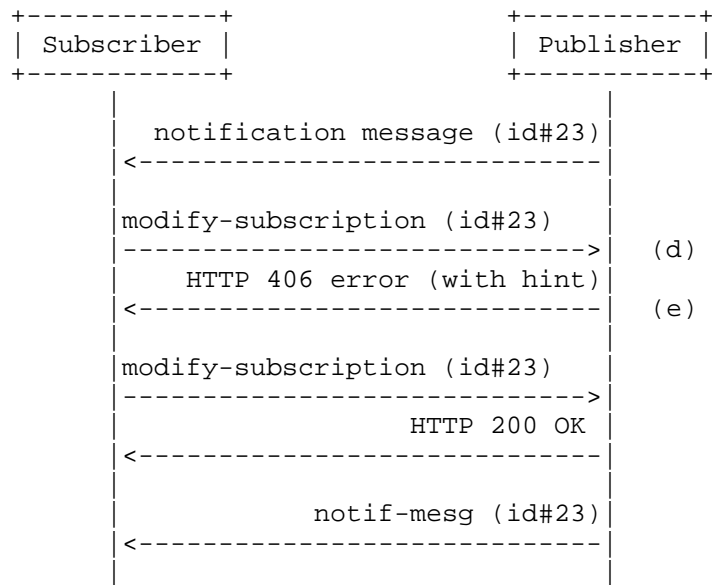 Subscriber Publisher
notification message (id#23)
modify-subscription (id#23)
(d)
HTTP 406 error (with hint)
(e)
modify-subscription (id#23)
HTTP 200 OK
notif-mesg (id#23)